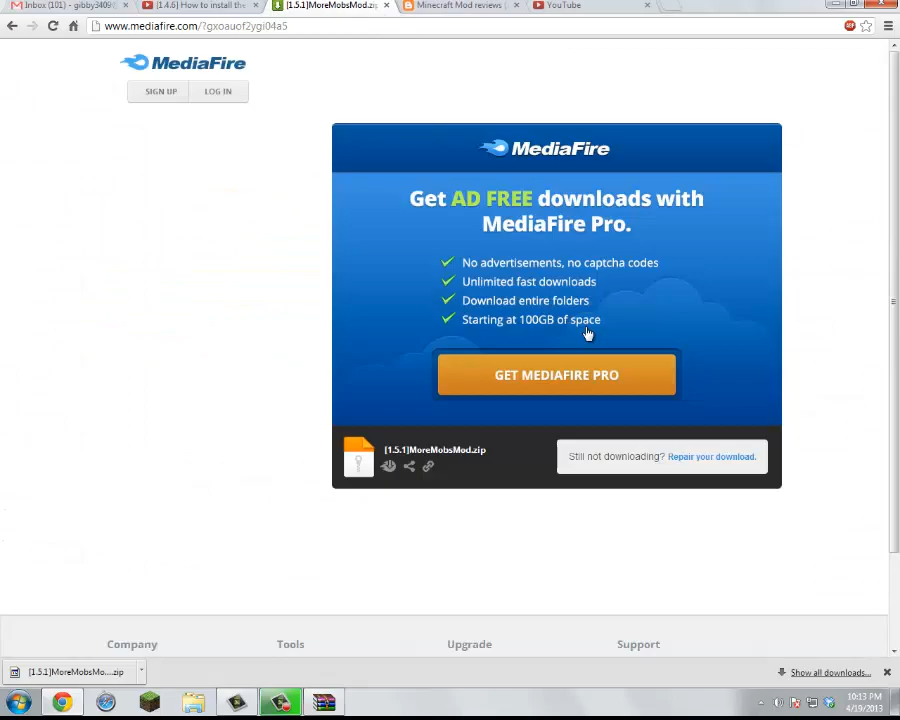 Inbox (101) - gibby3409
[1.4.6] How to install the
[1.5.1]MoreMobsMod.zi
Minecraft Mod reviews
YouTube
www.mediafire.com/?gxoauof2ygi04a5
MediaFire
SIGN UP
LOG IN
MediaFire
Get AD FREE downloads with
MediaFire Pro.
No advertisements, no captcha codes
Unlimited fast downloads
Download entire folders
Starting at 100GB of space
GET MEDIAFIRE PRO
[1.5.1]MoreMobsMod.zip
Still not downloading? Repair your download.
Company
Tools
Upgrade
Support
[1.5.1]MoreMobsMo....zip
Show all downloads...
10:13 PM
4/19/2013